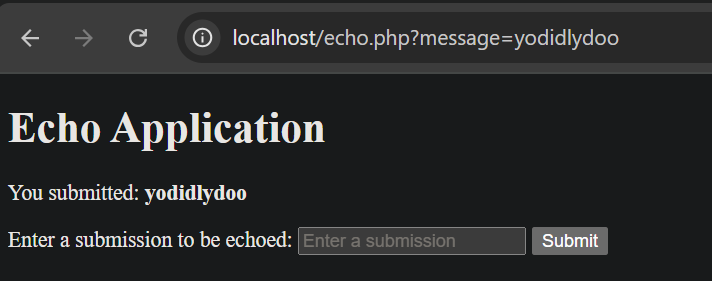 localhost/echo.php?message=yodidlydoo
Echo Application
You submitted: yodidlydoo
Enter a submission to be echoed: Enter a submission Submit